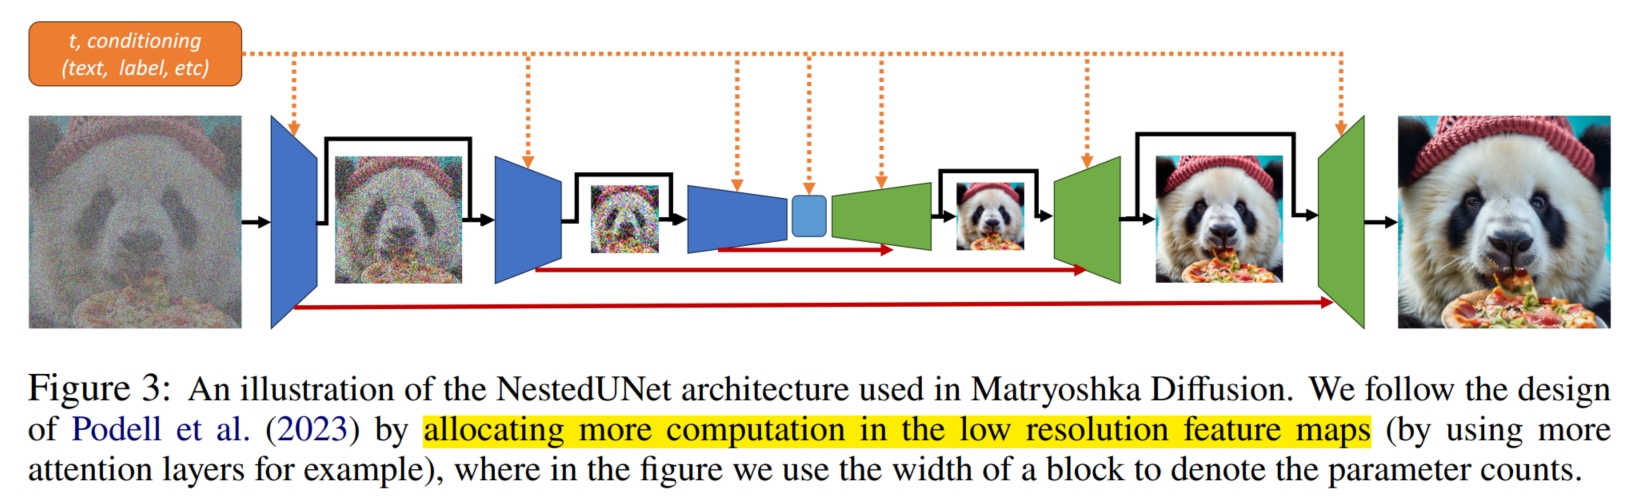 t, conditioning
(text, label, etc)
Figure 3: An illustration of the NestedUNet architecture used in Matryoshka Diffusion. We follow the design
of Podell et al. (2023) by allocating more computation in the low resolution feature maps (by using more
attention layers for example), where in the figure we use the width of a block to denote the parameter counts.